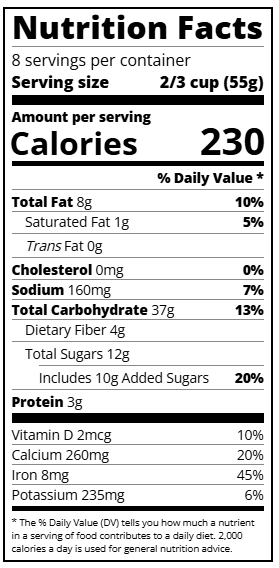 Nutrition Facts
8 servings per container
Serving size 2/3 cup (55g)
Amount per serving
Calories 230
% Daily Value *
Total Fat 8g 10%
Saturated Fat 1g 5%
Trans Fat 0g
Cholesterol 0mg 0%
Sodium 160mg 7%
Total Carbohydrate 37g 13%
Dietary Fiber 4g
Total Sugars 12g
Includes 10g Added Sugars 20%
Protein 3g
Vitamin D 2mcg 10%
Calcium 260mg 20%
Iron 8mg 45%
Potassium 235mg 6%
* The % Daily Value (DV) tells you how much a nutrient
in a serving of food contributes to a daily diet. 2,000
calories a day is used for general nutrition advice.